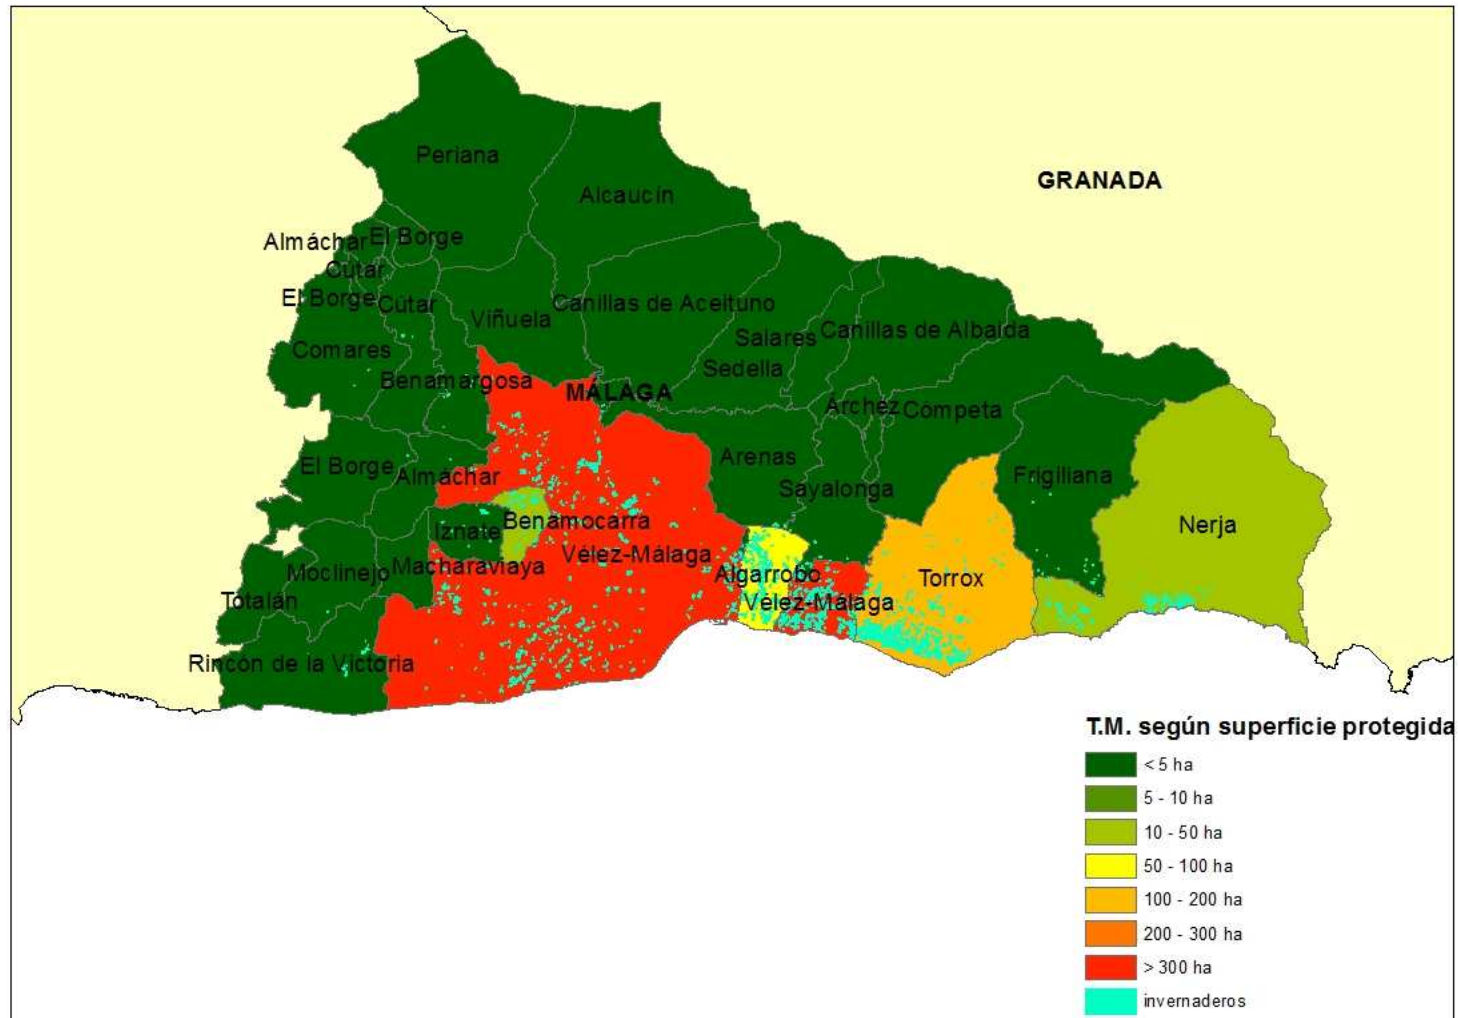 Periana
GRANADA
Alcaucín
Almáchar
El Borge
Cútar
El Borge
Cútar
Viñuela
Canillas de Aceituno
Salares
Canillas de Albaida
Comares
Sedella
Benamargosa
MÁLAGA
Árchez
Cómpeta
El Borge
Almáchar
Arenas
Sayalonga
Frigiliana
Iznate
Benamocarra
Nerja
Vélez-Málaga
Moclinejo
Macharaviaya
Algarrobo
Torrox
Totalán
Vélez-Málaga
Rincón de la Victoria
T.M. según superficie protegida
< 5 ha
5 - 10 ha
10 - 50 ha
50 - 100 ha
100 - 200 ha
200 - 300 ha
> 300 ha
invernaderos